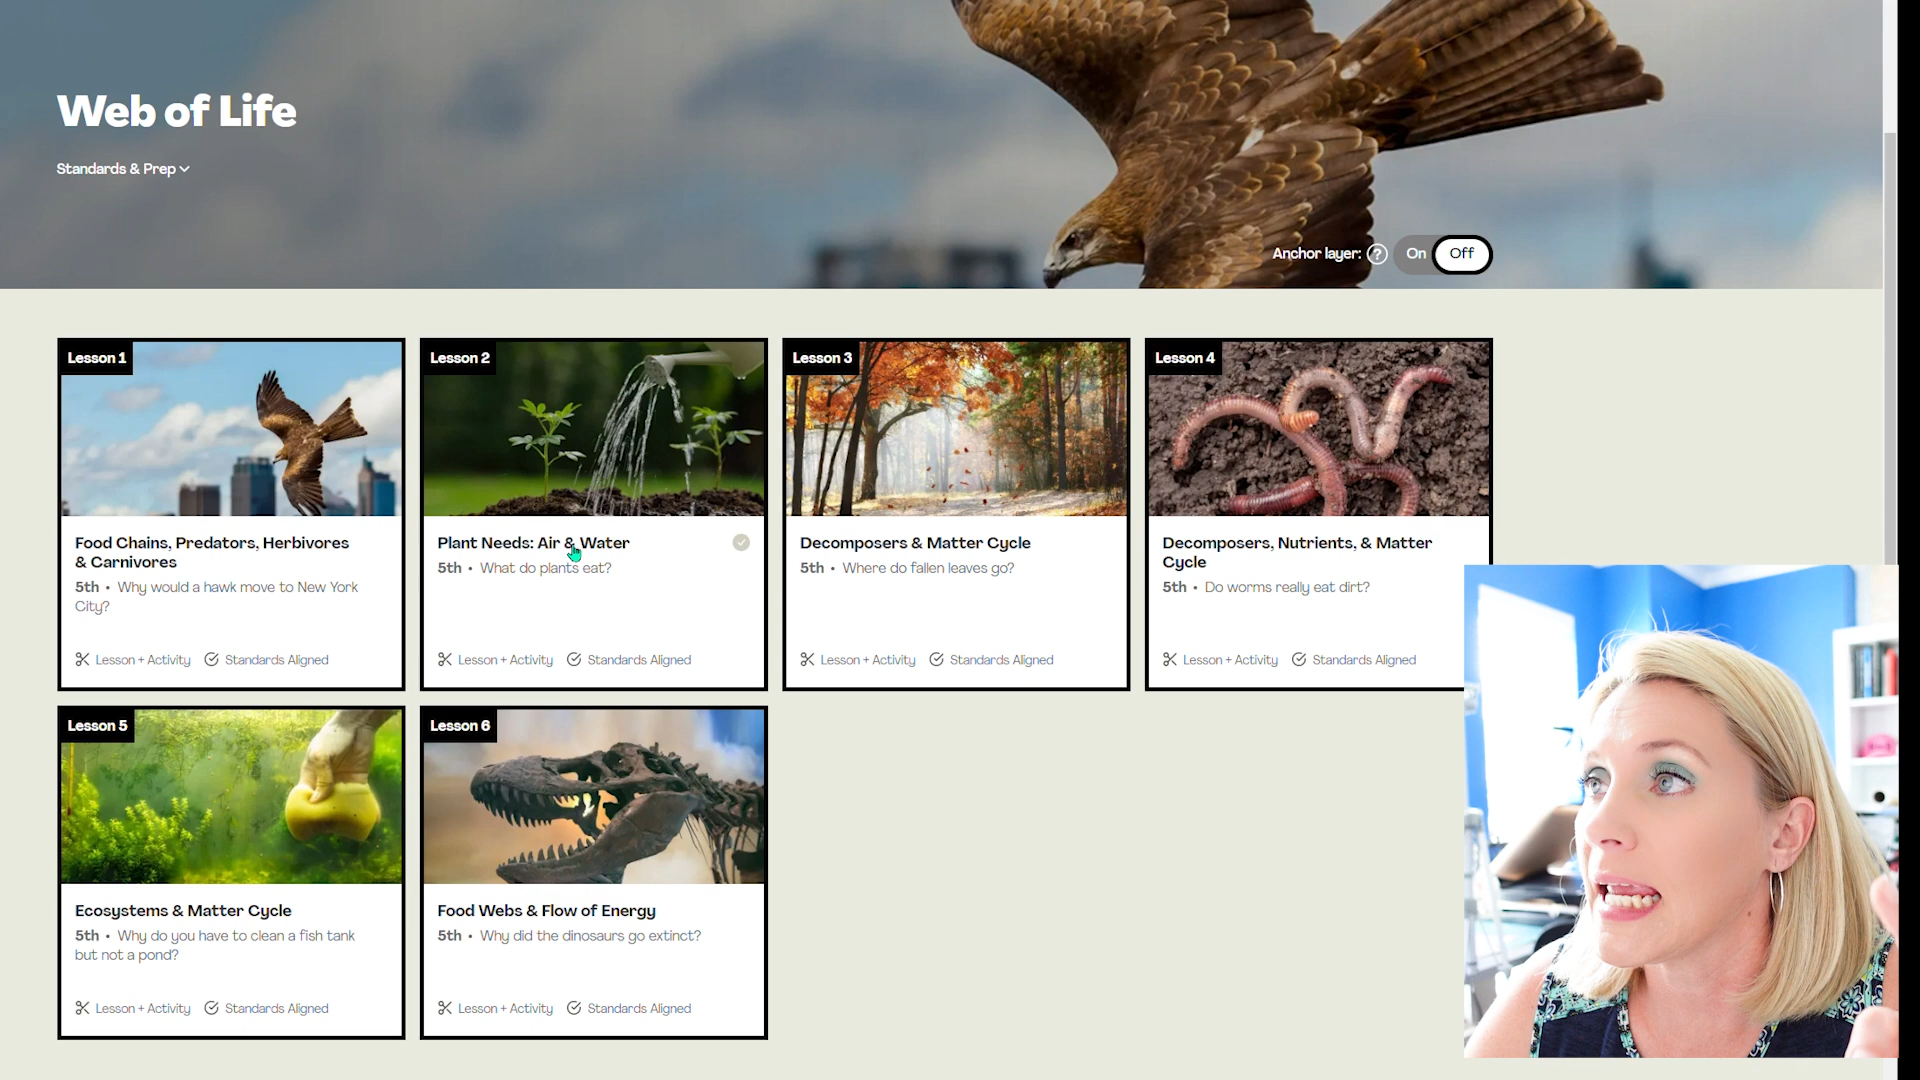 Web of Life
Standards & Prep
Anchor layer: ? On Off
Lesson 1
Food Chains, Predators, Herbivores
& Carnivores
5th • Why would a hawk move to New York
City?
Lesson + Activity Standards Aligned
Lesson 2
Plant Needs: Air & Water
5th • What do plants eat?
Lesson + Activity Standards Aligned
Lesson 3
Decomposers & Matter Cycle
5th • Where do fallen leaves go?
Lesson + Activity Standards Aligned
Lesson 4
Decomposers, Nutrients, & Matter
Cycle
5th • Do worms really eat dirt?
Lesson + Activity Standards Aligned
Lesson 5
Ecosystems & Matter Cycle
5th • Why do you have to clean a fish tank
but not a pond?
Lesson + Activity Standards Aligned
Lesson 6
Food Webs & Flow of Energy
5th • Why did the dinosaurs go extinct?
Lesson + Activity Standards Aligned